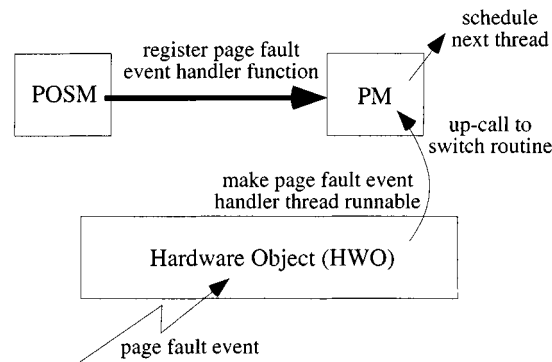 schedule
next thread
register page fault
event handler function
POSM
PM
up-call to
switch routine
make page fault event
handler thread runnable
Hardware Object (HWO)
page fault event